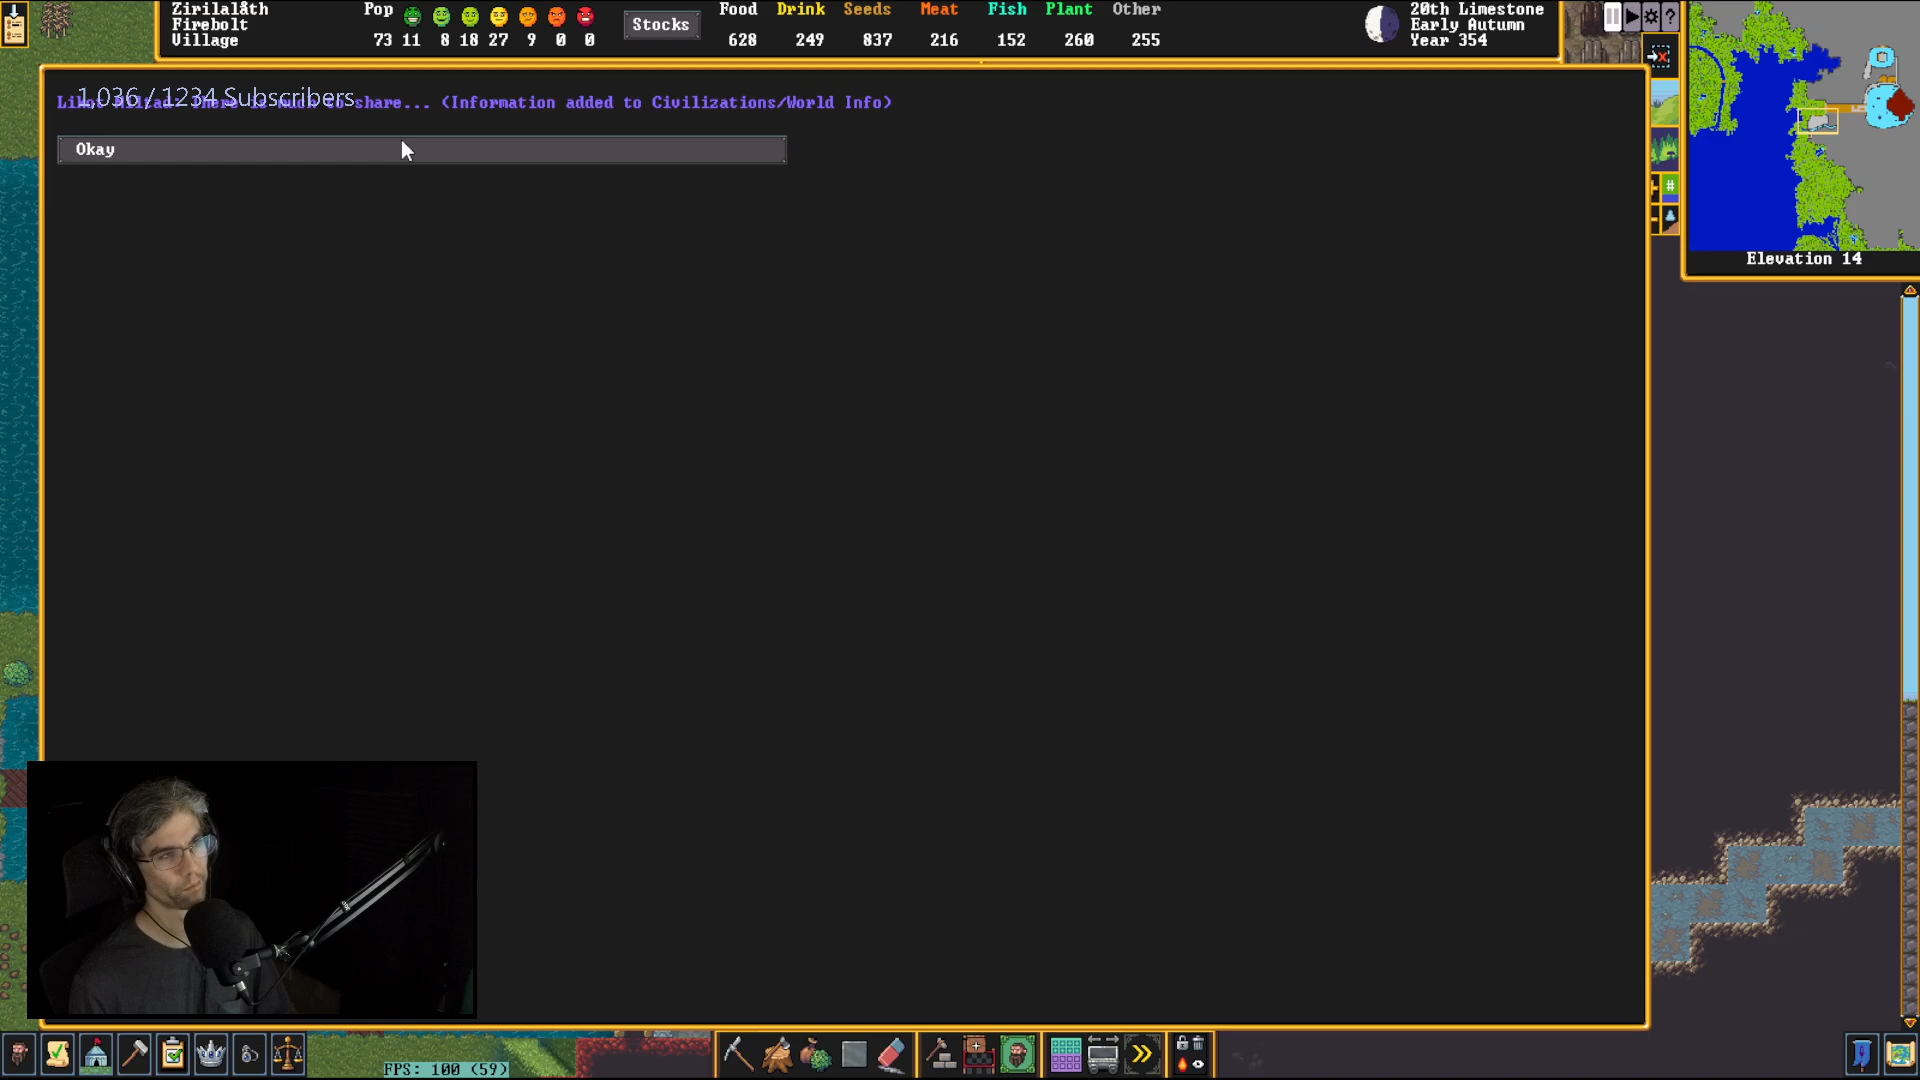 Zirilalåth
Firebolt
Village
Pop
73 11 8 18 27 9 0 0
Stocks
Food Drink Seeds Meat Fish Plant Other
628 249 837 216 152 260 255
20th Limestone
Early Autumn
Year 354
1,036 / 1234 Subscribers
share... (Information added to Civilizations/World Info)
Okay
Elevation 14
FPS: 100 (59)